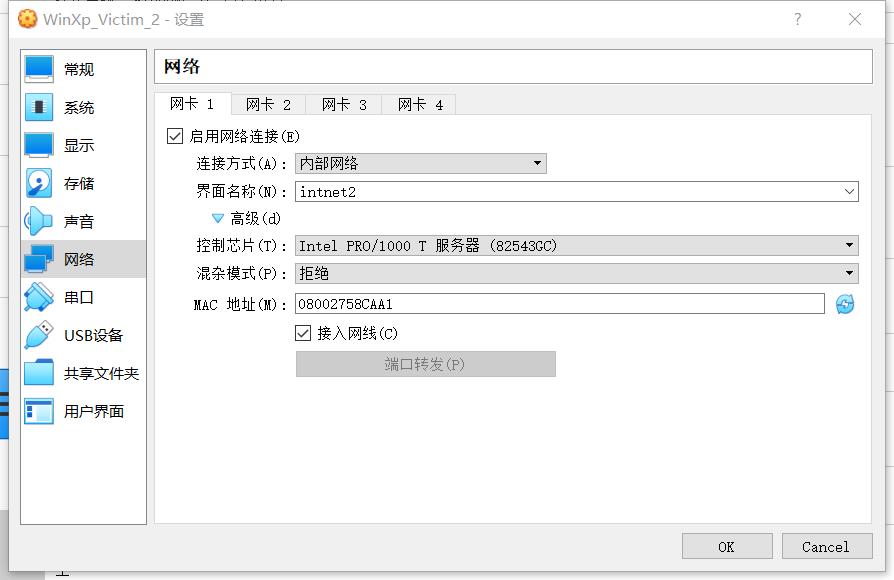 WinXp_Victim_2 - 设置
?
常规
系统
显示
存储
声音
网络
串口
USB设备
共享文件夹
用户界面
网络
网卡 1
网卡 2
网卡 3
网卡 4
启用网络连接(E)
连接方式(A): 内部网络
界面名称(N): intnet2
高级(d)
控制芯片(T): Intel PRO/1000 T 服务器 (82543GC)
混杂模式(P): 拒绝
MAC 地址(M): 08002758CAA1
接入网线(C)
端口转发(P)
OK
Cancel